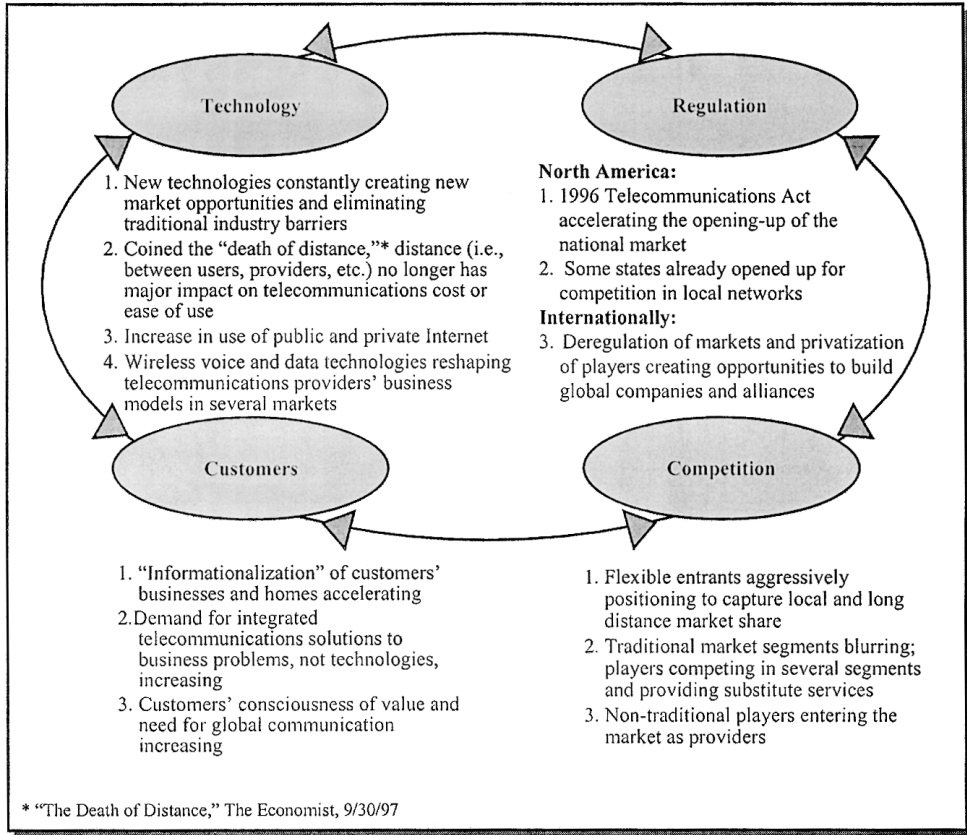 Technology
1. New technologies constantly creating new
market opportunities and eliminating
traditional industry barriers
2. Coined the “death of distance,”* distance (i.e.,
between users, providers, etc.) no longer has
major impact on telecommunications cost or
ease of use
3. Increase in use of public and private Internet
4. Wireless voice and data technologies reshaping
telecommunications providers’ business
models in several markets
Regulation
North America:
1. 1996 Telecommunications Act
accelerating the opening-up of the
national market
2. Some states already opened up for
competition in local networks
Internationally:
3. Deregulation of markets and privatization
of players creating opportunities to build
global companies and alliances
Customers
1. “Informationalization” of customers’
businesses and homes accelerating
2.Demand for integrated
telecommunications solutions to
business problems, not technologies,
increasing
3. Customers’ consciousness of value and
need for global communication
increasing
Competition
1. Flexible entrants aggressively
positioning to capture local and long
distance market share
2. Traditional market segments blurring;
players competing in several segments
and providing substitute services
3. Non-traditional players entering the
market as providers
* “The Death of Distance,” The Economist, 9/30/97